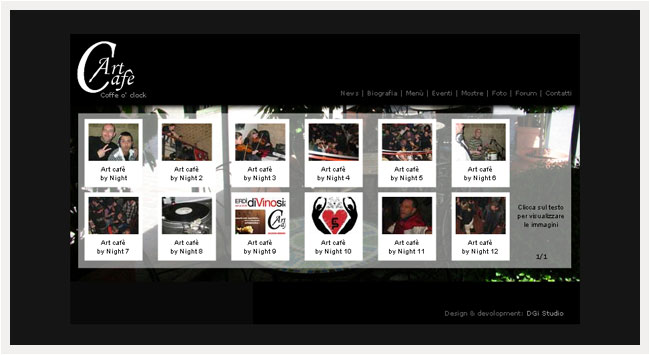 Art
Cafè
Coffe o' clock
News | Biografia | Menù | Eventi | Mostre | Foto | Forum | Contatti
Art cafè
by Night
Art cafè
by Night 2
Art cafè
by Night 3
Art cafè
by Night 4
Art cafè
by Night 5
Art cafè
by Night 6
Art cafè
by Night 7
Art cafè
by Night 8
diVinosi
Art cafè
by Night 9
Art cafè
by Night 10
Art cafè
by Night 11
Art cafè
by Night 12
Clicca sul testo
per visualizzare
le immagini
1/1
Design & devolopment: DGI Studio